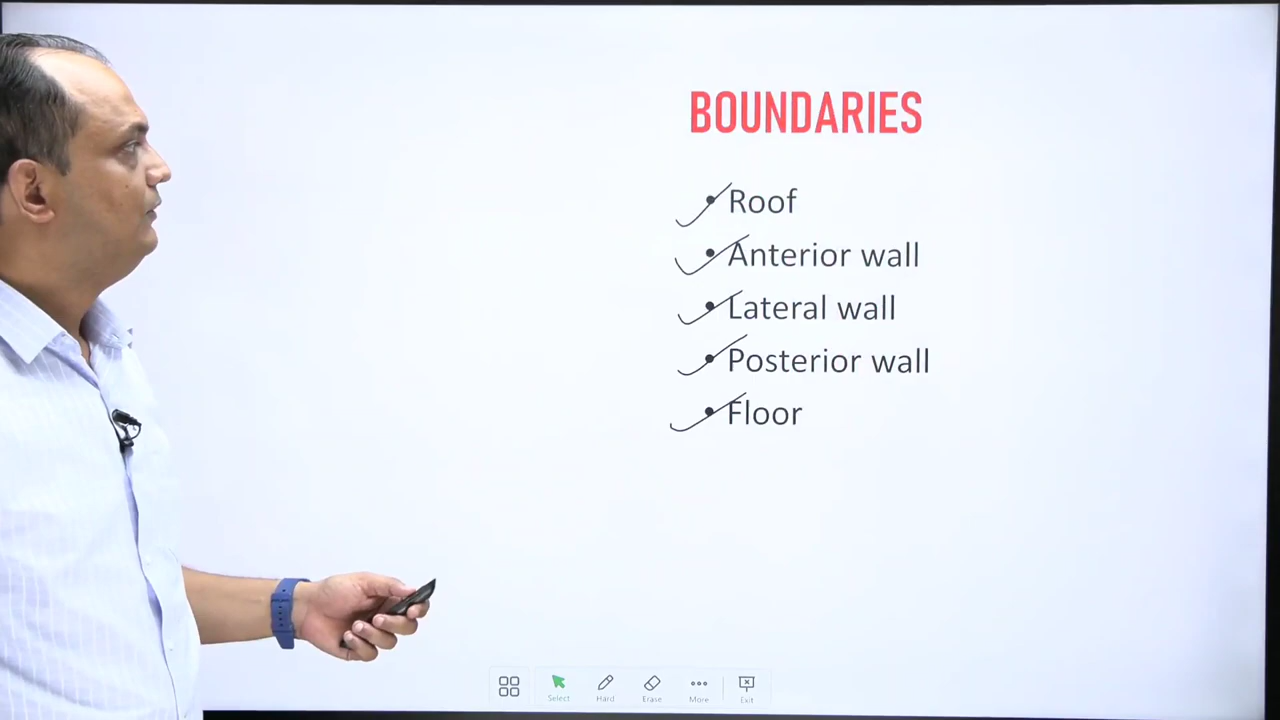 BOUNDARIES
• Roof
• Anterior wall
• Lateral wall
• Posterior wall
• Floor
Select Hard Erase More Exit